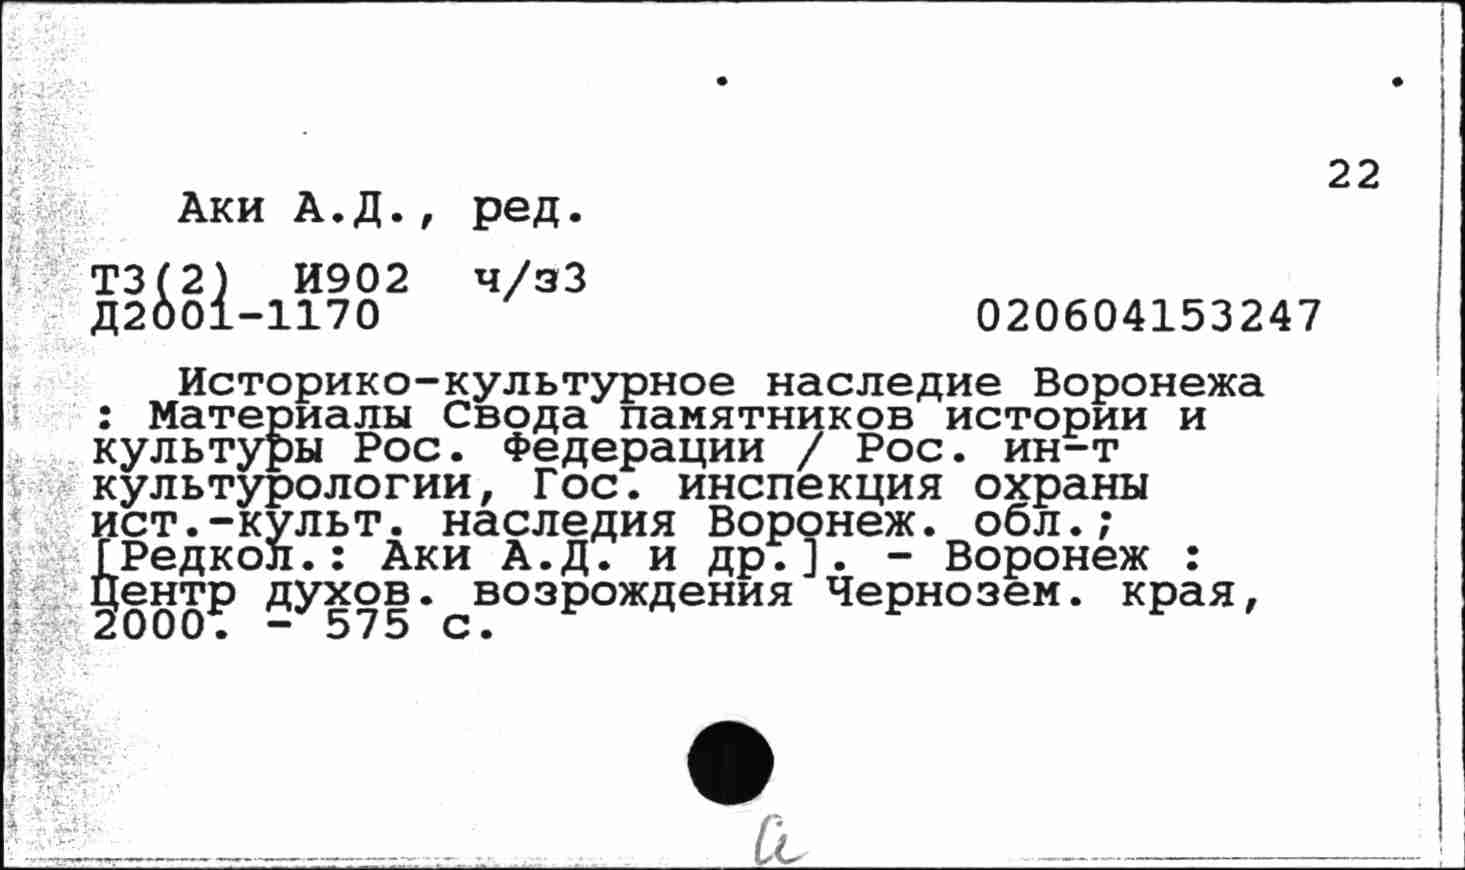 22
Аки А.Д., ред.
Т3(2) И902 ч/з3
Д2001-1170 020604153247
Историко-культурное наследие Воронежа
: Материалы Свода памятников истории и
культуры Рос. Федерации / Рос. ин-т
культурологии, Гос. инспекция охраны
ист.-культ. наследия Воронеж. обл.;
[Редкол.: Аки А.Д. и др.]. - Воронеж :
Центр духов. возрождения Чернозем. края,
2000. - 575 с.